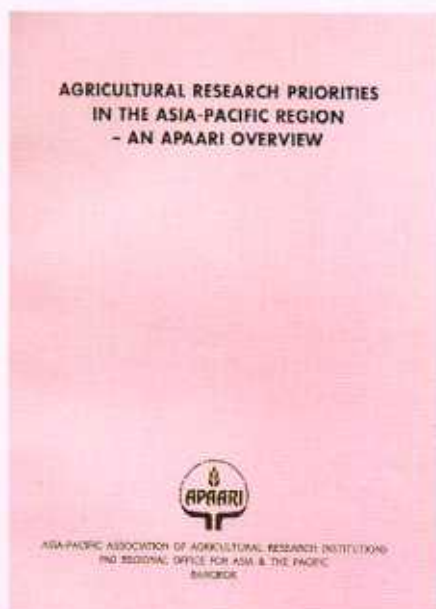 AGRICULTURAL RESEARCH PRIORITIES
IN THE ASIA-PACIFIC REGION
– AN APAARI OVERVIEW
APAARI
ASIA-PACIFIC ASSOCIATION OF AGRICULTURAL RESEARCH INSTITUTIONS
FAO REGIONAL OFFICE FOR ASIA & THE PACIFIC
BANGKOK